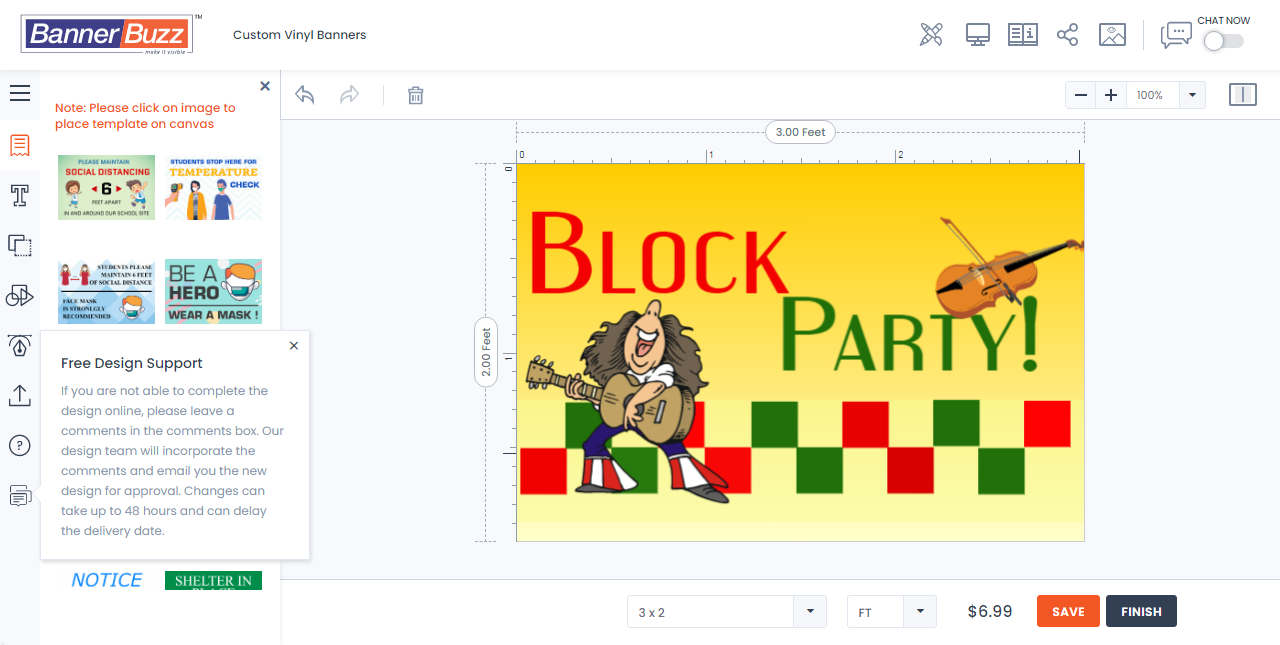 BannerBuzz™
make it visible
Custom Vinyl Banners
CHAT NOW
Note: Please click on image to
place template on canvas
100%
PLEASE MAINTAIN
SOCIAL DISTANCING
6
FEET APART
IN AND AROUND OUR SCHOOL SITE
STUDENTS STOP HERE FOR
TEMPERATURE
CHECK
STUDENTS PLEASE
MAINTAIN 6 FEET
OF SOCIAL DISTANCE
FACE MASK
IS STRONLGLY
RECOMMENDED
BE A
HERO
WEAR A MASK !
Free Design Support
If you are not able to complete the
design online, please leave a
comments in the comments box. Our
design team will incorporate the
comments and email you the new
design for approval. Changes can
take up to 48 hours and can delay
the delivery date.
NOTICE
SHELTER IN
PLACE
3.00 Feet
0 1 2
0
1
2.00 Feet
BLOCK
PARTY!
3 x 2
FT
$6.99
SAVE
FINISH